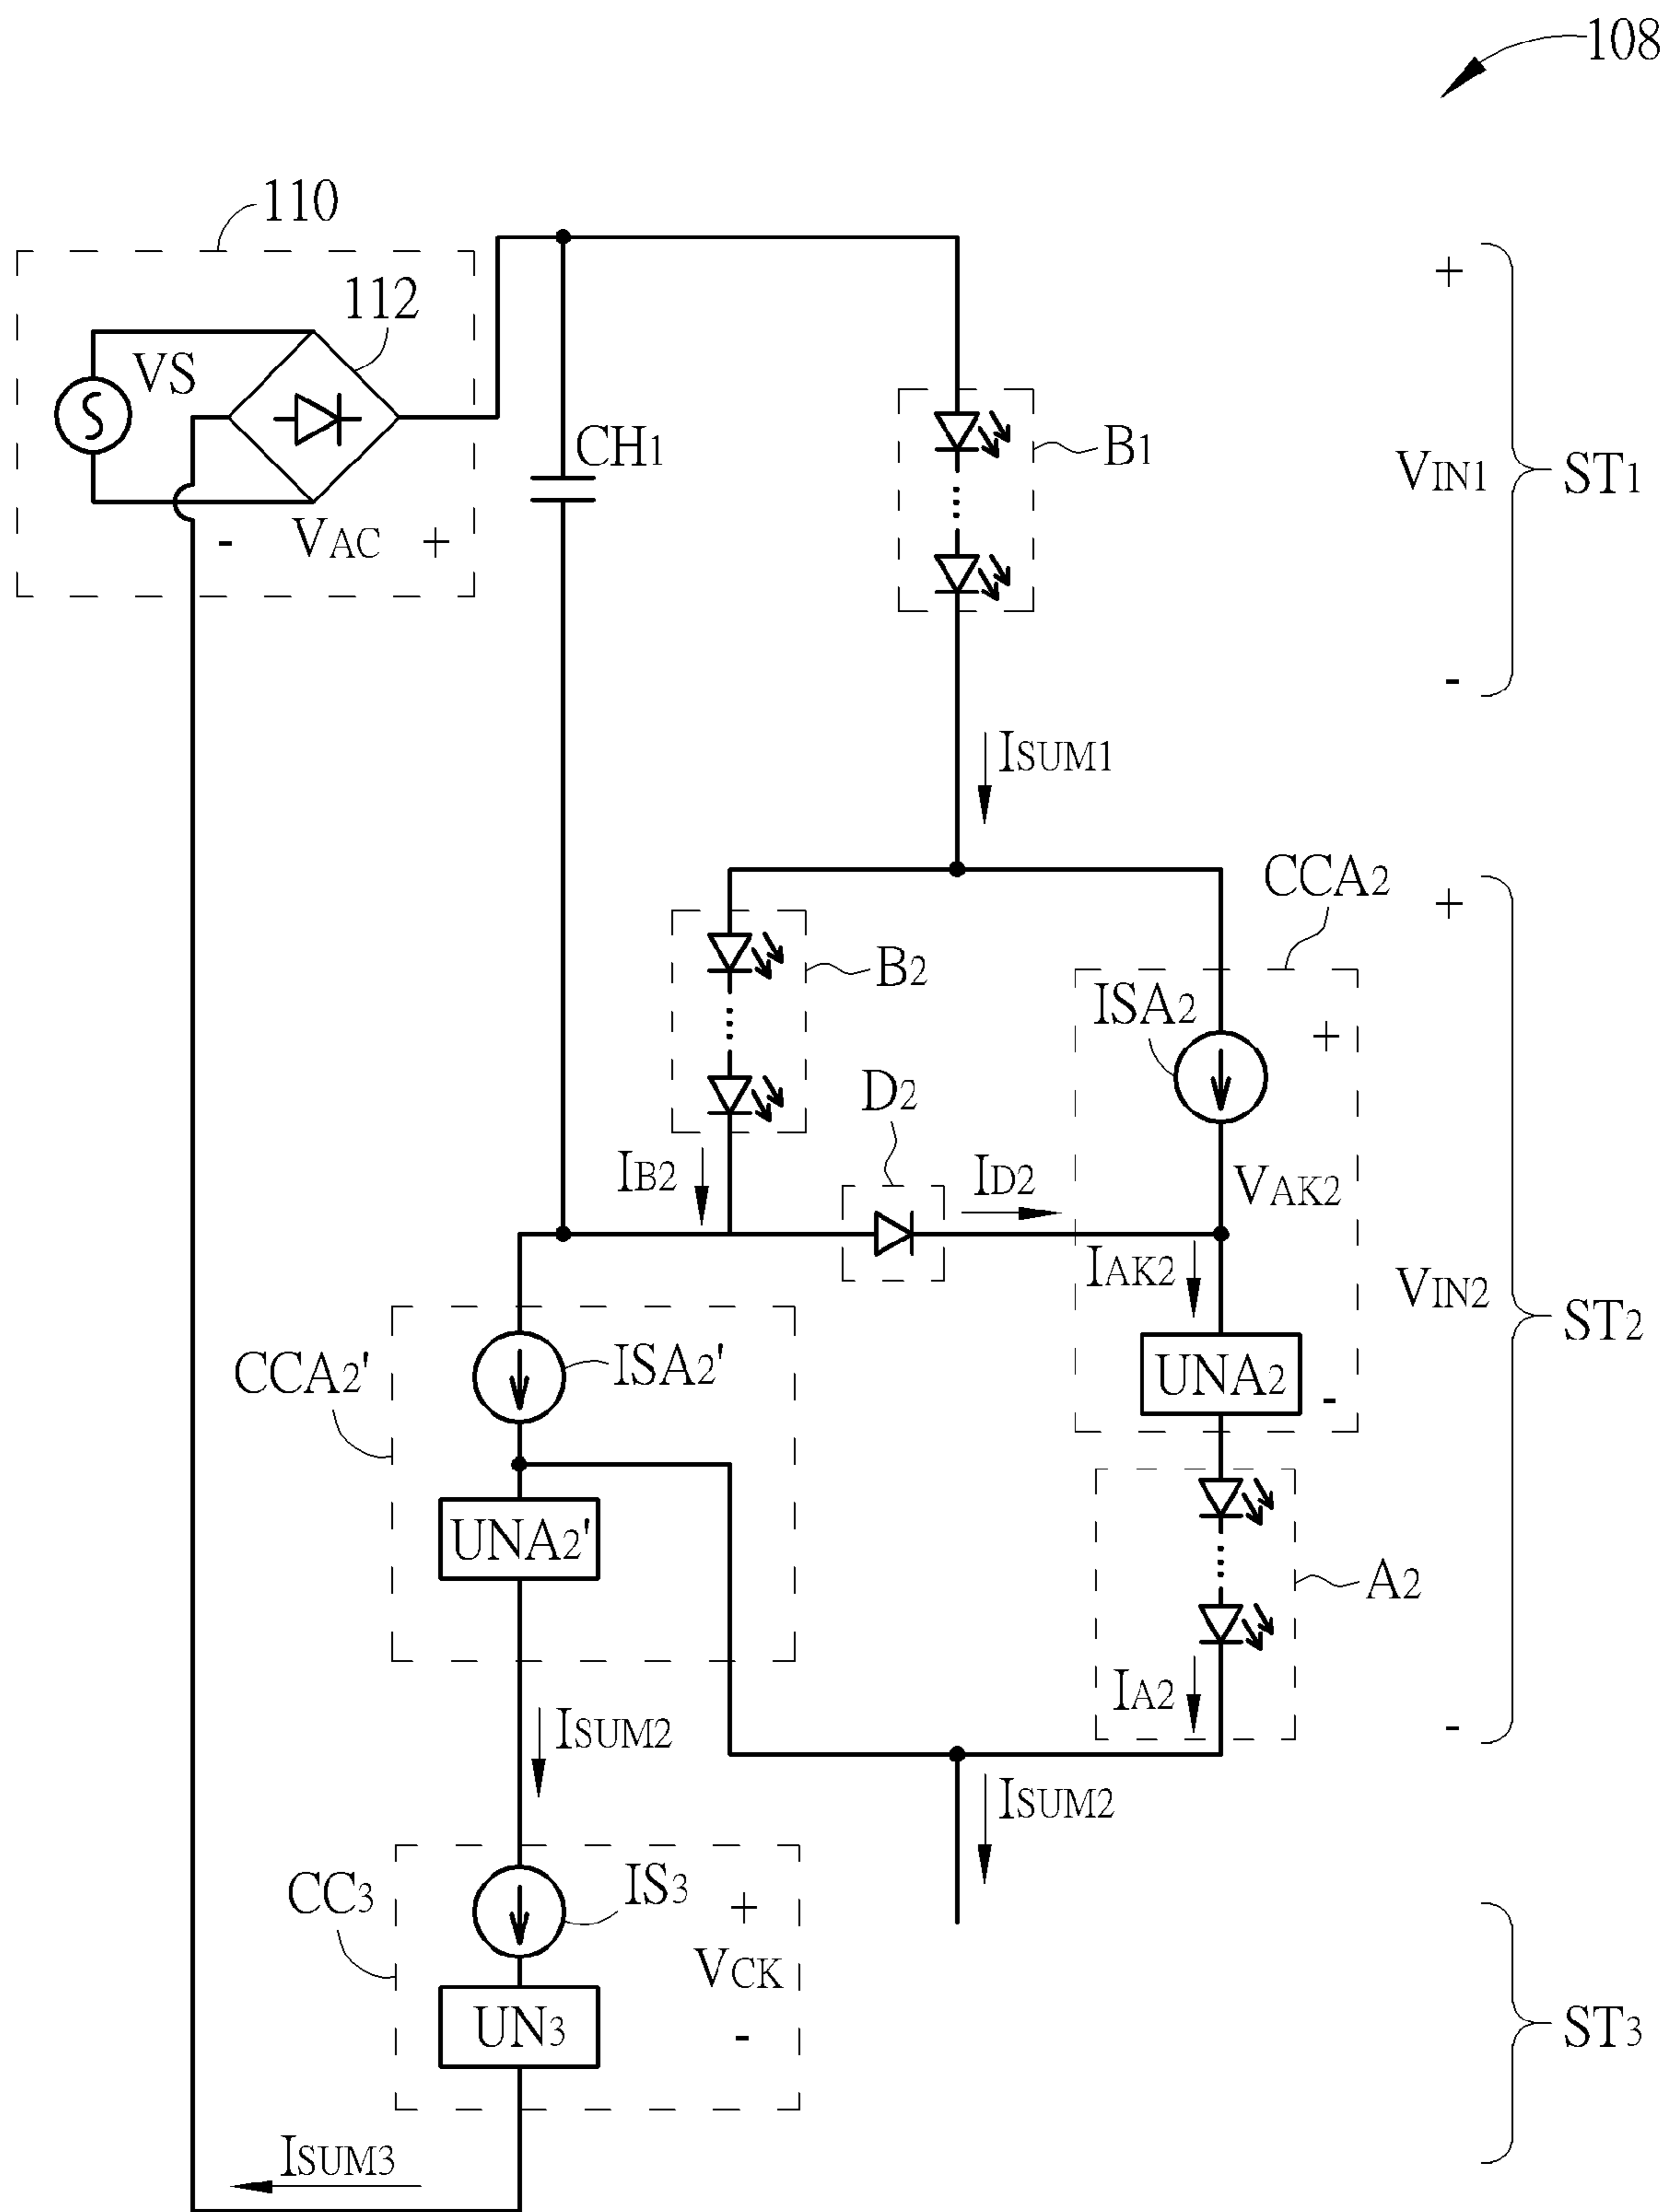 108
110
112
VS
- VAC +
CH1
B1
+
VIN1
-
ST1
ISUM1
CCA2
+
B2
ISA2
+
D2
IB2
ID2
VAK2
IAK2
VIN2
ST2
CCA2'
ISA2'
UNA2
-
UNA2'
A2
IA2
-
ISUM2
ISUM2
CC3
IS3
+
VCK
-
UN3
ST3
ISUM3